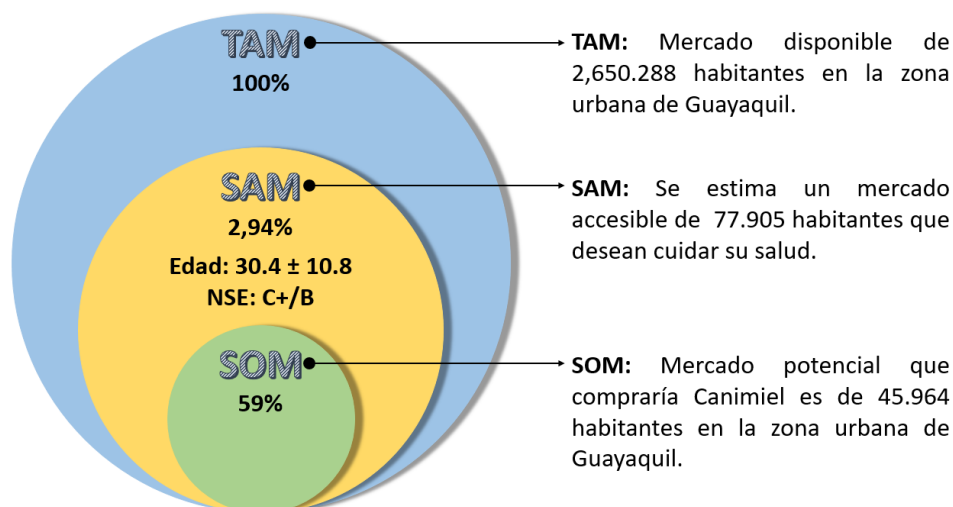 TAM
100%
SAM
2,94%
Edad: 30.4 ± 10.8
NSE: C+/B
SOM
59%
TAM: Mercado disponible de
2,650.288 habitantes en la zona
urbana de Guayaquil.
SAM: Se estima un mercado
accesible de 77.905 habitantes que
desean cuidar su salud.
SOM: Mercado potencial que
compraría Canimiel es de 45.964
habitantes en la zona urbana de
Guayaquil.